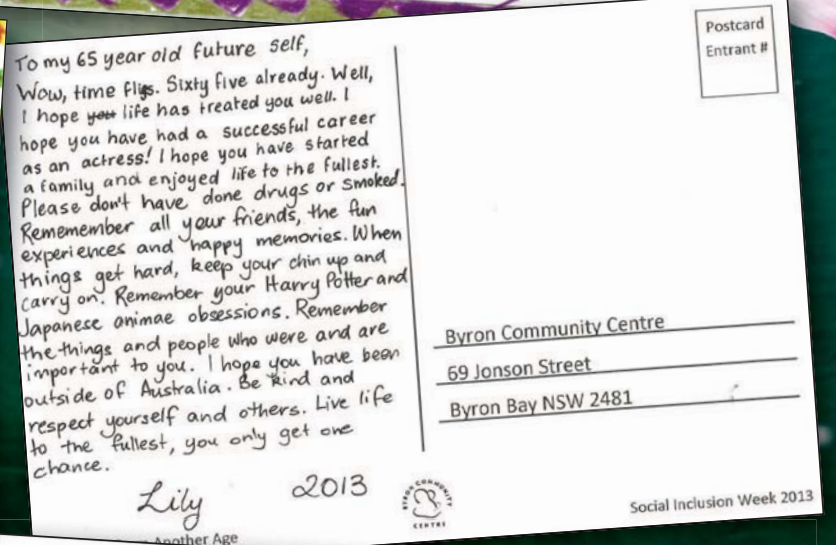 To my 65 year old future self,
Wow, time flys. Sixty five already. Well,
I hope you life has treated you well. I
hope you have had a successful career
as an actress! I hope you have started
a family and enjoyed life to the fullest.
Please don't have done drugs or smoked.
Rememember all your friends, the fun
experiences and happy memories. When
things get hard, keep your chin up and
carry on. Remember your Harry Potter and
Japanese animae obsessions. Remember
the things and people who were and are
important to you. I hope you have been
outside of Australia. Be kind and
respect yourself and others. Live life
to the fullest, you only get one
chance.
Lily 2013
Another Age
Postcard
Entrant #
Byron Community Centre
69 Jonson Street
Byron Bay NSW 2481
BYRON COMMUNITY
CENTRE
Social Inclusion Week 2013